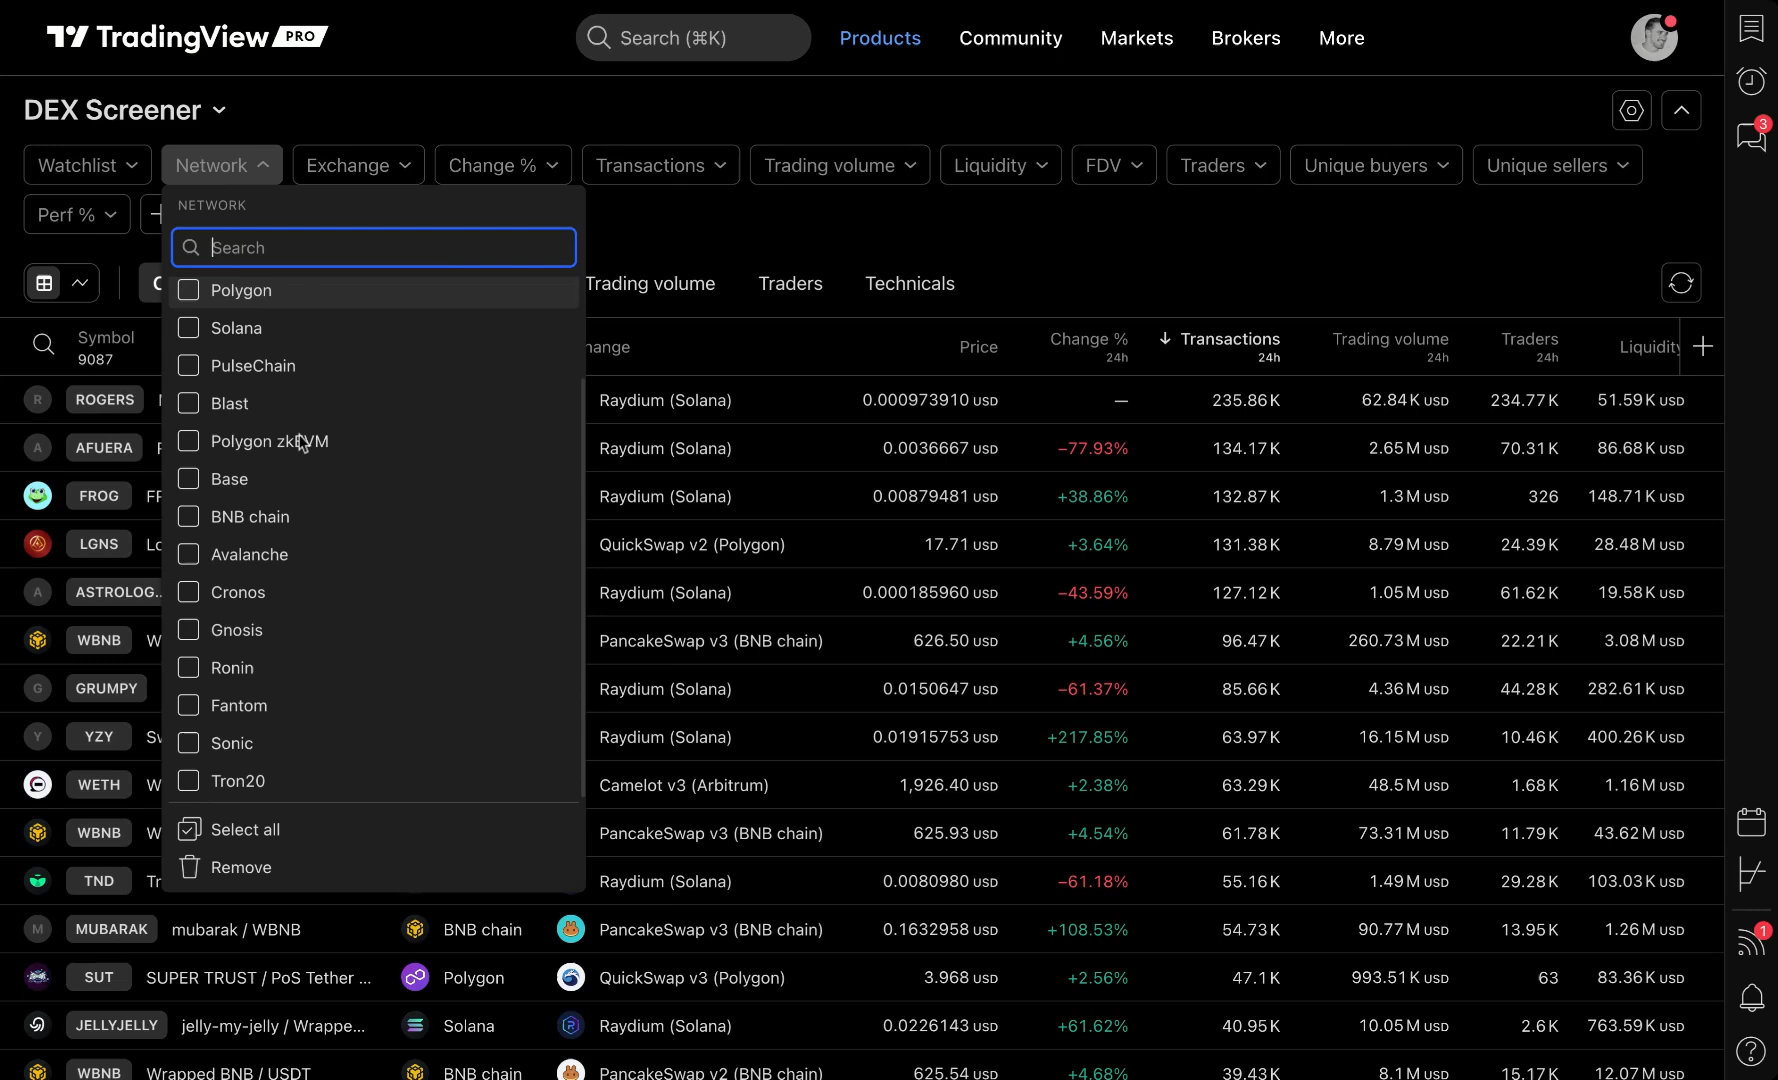 TradingView PRO
Search (⌘K)
Products
Community
Markets
Brokers
More
DEX Screener
3
Watchlist
Network
Exchange
Change %
Transactions
Trading volume
Liquidity
FDV
Traders
Unique buyers
Unique sellers
Perf %
NETWORK
Search
Polygon
Solana
PulseChain
Blast
Polygon zkEVM
Base
BNB chain
Avalanche
Cronos
Gnosis
Ronin
Fantom
Sonic
Tron20
Select all
Remove
Trading volume
Traders
Technicals
Symbol
9087
Price
Change %
24h
Transactions
24h
Trading volume
24h
Traders
24h
Liquidity
R ROGERS Raydium (Solana) 0.000973910 USD — 235.86K 62.84K USD 234.77K 51.59K USD
A AFUERA Raydium (Solana) 0.0036667 USD −77.93% 134.17K 2.65M USD 70.31K 86.68K USD
FROG Raydium (Solana) 0.00879481 USD +38.86% 132.87K 1.3M USD 326 148.71K USD
LGNS QuickSwap v2 (Polygon) 17.71 USD +3.64% 131.38K 8.79M USD 24.39K 28.48M USD
A ASTROLOG... Raydium (Solana) 0.000185960 USD −43.59% 127.12K 1.05M USD 61.62K 19.58K USD
WBNB W PancakeSwap v3 (BNB chain) 626.50 USD +4.56% 96.47K 260.73M USD 22.21K 3.08M USD
G GRUMPY Raydium (Solana) 0.0150647 USD −61.37% 85.66K 4.36M USD 44.28K 282.61K USD
Y YZY Raydium (Solana) 0.01915753 USD +217.85% 63.97K 16.15M USD 10.46K 400.26K USD
WETH W Camelot v3 (Arbitrum) 1,926.40 USD +2.38% 63.29K 48.5M USD 1.68K 1.16M USD
WBNB W PancakeSwap v3 (BNB chain) 625.93 USD +4.54% 61.78K 73.31M USD 11.79K 43.62M USD
TND Raydium (Solana) 0.0080980 USD −61.18% 55.16K 1.49M USD 29.28K 103.03K USD
M MUBARAK mubarak / WBNB BNB chain PancakeSwap v3 (BNB chain) 0.1632958 USD +108.53% 54.73K 90.77M USD 13.95K 1.26M USD
SUT SUPER TRUST / PoS Tether ... Polygon QuickSwap v3 (Polygon) 3.968 USD +2.56% 47.1K 993.51K USD 63 83.36K USD
JELLYJELLY jelly-my-jelly / Wrappe... Solana Raydium (Solana) 0.0226143 USD +61.62% 40.95K 10.05M USD 2.6K 763.59K USD
WBNB Wrapped BNB / USDT BNB chain PancakeSwap v2 (BNB chain) 625.54 USD +4.68% 39.43K 8.1M USD 15.17K 12.07M USD
1